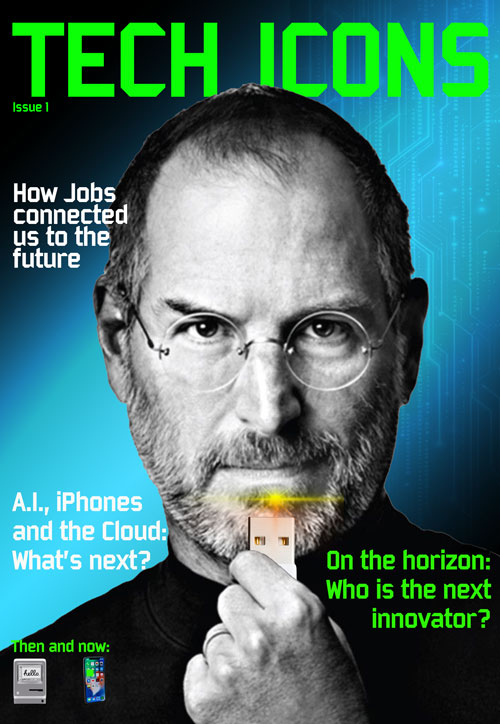 TECH ICONS
Issue 1
How Jobs
connected
us to the
future
A.I., iPhones
and the Cloud:
What's next?
On the horizon:
Who is the next
innovator?
Then and now:
hello